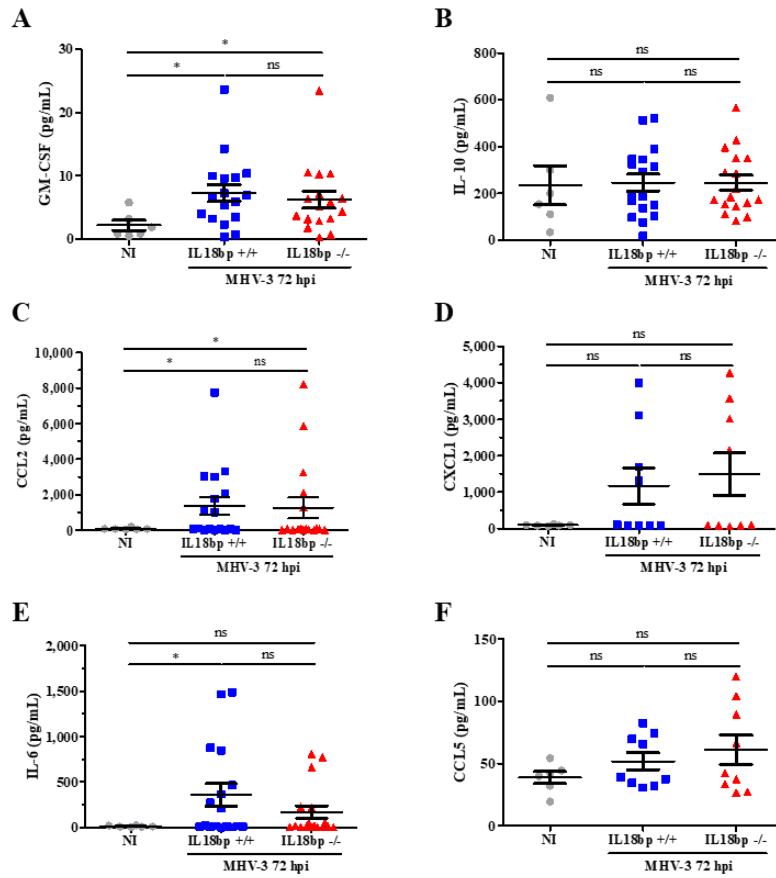 A
GM-CSF (pg/mL)
30
20
10
0
*
*
ns
NI
IL18bp +/+
IL18bp -/-
MHV-3 72 hpi
B
IL-10 (pg/mL)
800
600
400
200
0
ns
ns
ns
NI
IL18bp +/+
IL18bp -/-
MHV-3 72 hpi
C
CCL2 (pg/mL)
10,000
8,000
6,000
4,000
2,000
0
*
*
ns
NI
IL18bp +/+
IL18bp -/-
MHV-3 72 hpi
D
CXCL1 (pg/mL)
5,000
4,000
3,000
2,000
1,000
0
ns
ns
ns
NI
IL18bp +/+
IL18bp -/-
MHV-3 72 hpi
E
IL-6 (pg/mL)
2,000
1,500
1,000
500
0
ns
*
ns
NI
IL18bp +/+
IL18bp -/-
MHV-3 72 hpi
F
CCL5 (pg/mL)
150
100
50
0
ns
ns
ns
NI
IL18bp +/+
IL18bp -/-
MHV-3 72 hpi